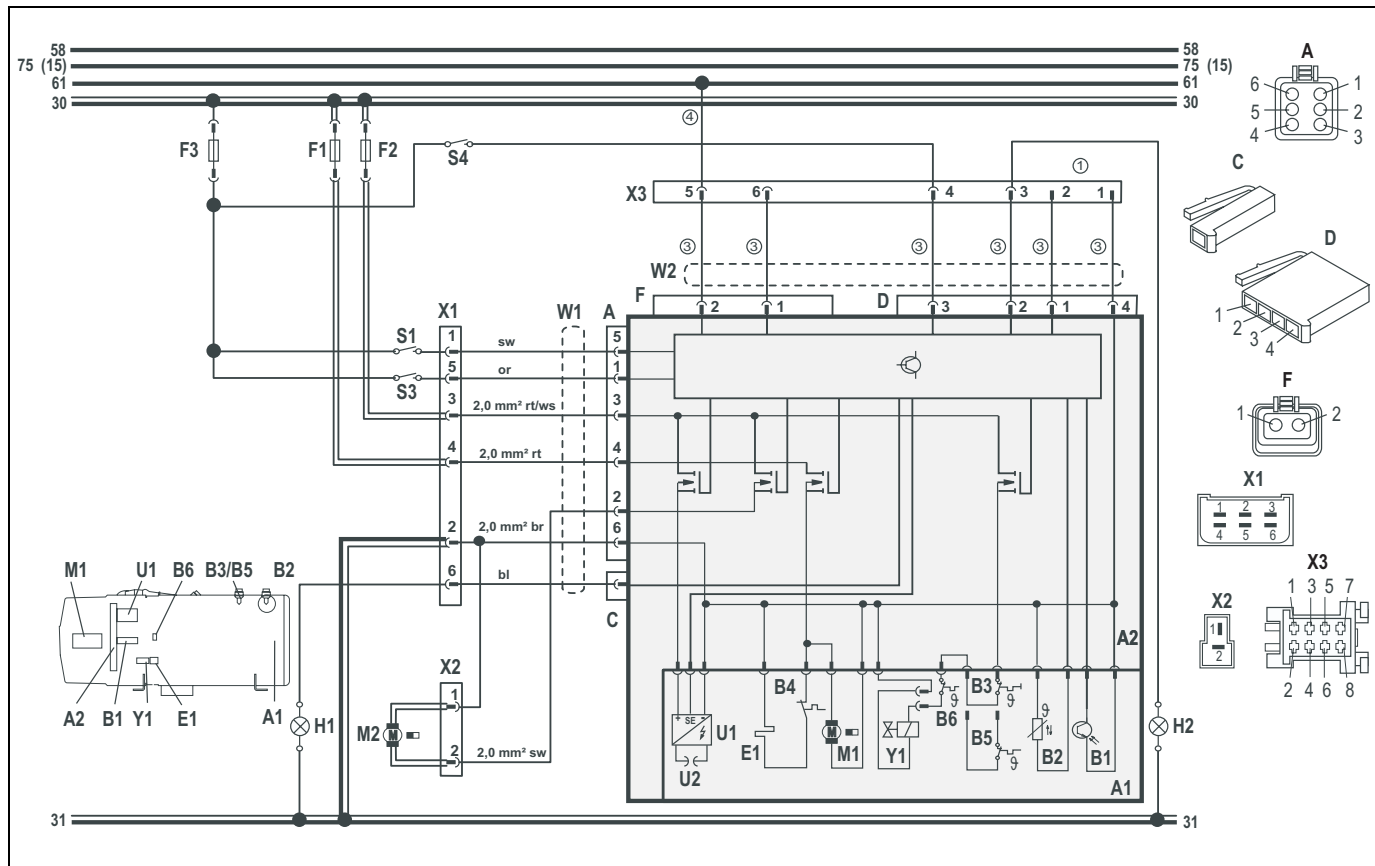 58 58
75 (15) 75 (15)
61 61
30 30
A
6 1
5 2
4 3
F3 F1 F2 S4
4
1
C
X3 5 6 4 3 2 1
D
3 3 3 3 3 3
W2
1
2
3
4
F D
2 1 3 2 1 4
X1 W1 A
S1 1 sw 5
S3 5 or 1
3 2,0 mm² rt/ws 3
4 2,0 mm² rt 4
2
2 2,0 mm² br 6
6 bl
C
F
1 2
X1
1 2 3
4 5 6
X3
1 3 5 7
2 4 6 8
X2
1
2
M1 U1 B6 B3/B5 B2
A2 B1 Y1 E1 A1
H1
X2
1
M2 M
2 2,0 mm² sw
A2
+ SE -
U1
U2
E1
B4
M
M1
Y1
B6
B3
ϑ
B5
ϑ
ϑ
B2
B1
A1
ϑ
H2
31 31